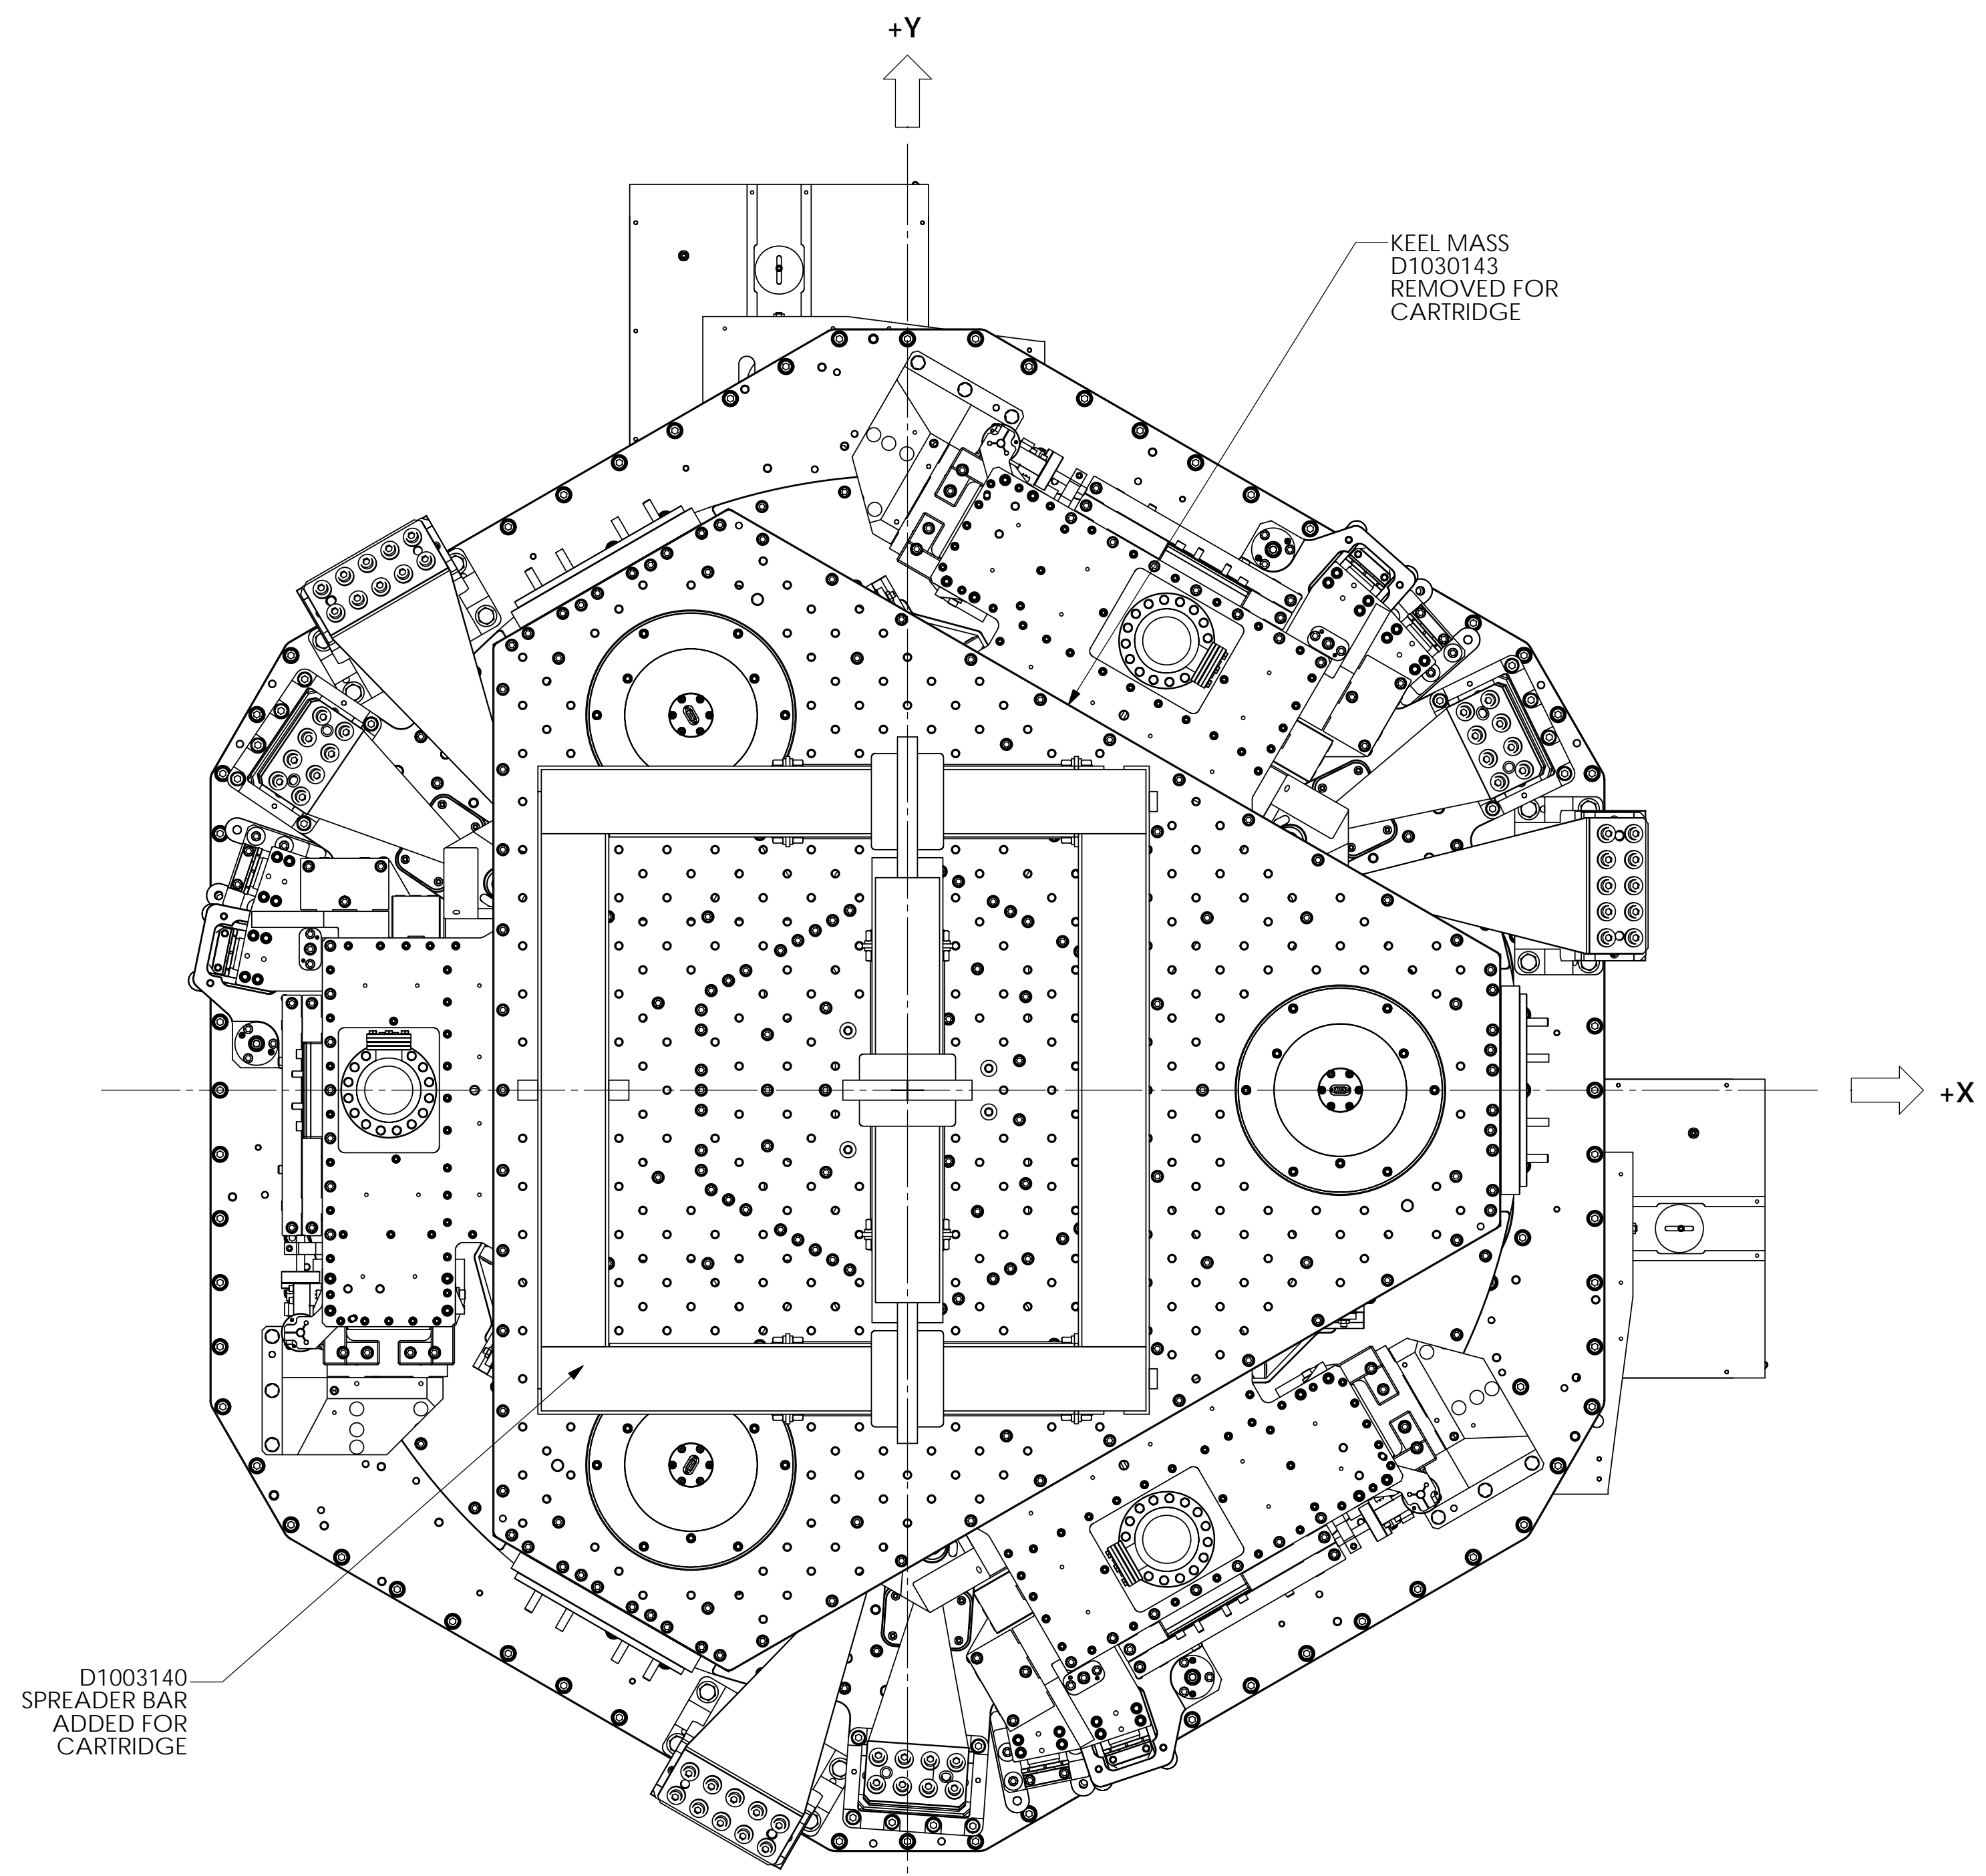 +Y
KEEL MASS
D1030143
REMOVED FOR
CARTRIDGE
+X
D1003140
SPREADER BAR
ADDED FOR
CARTRIDGE